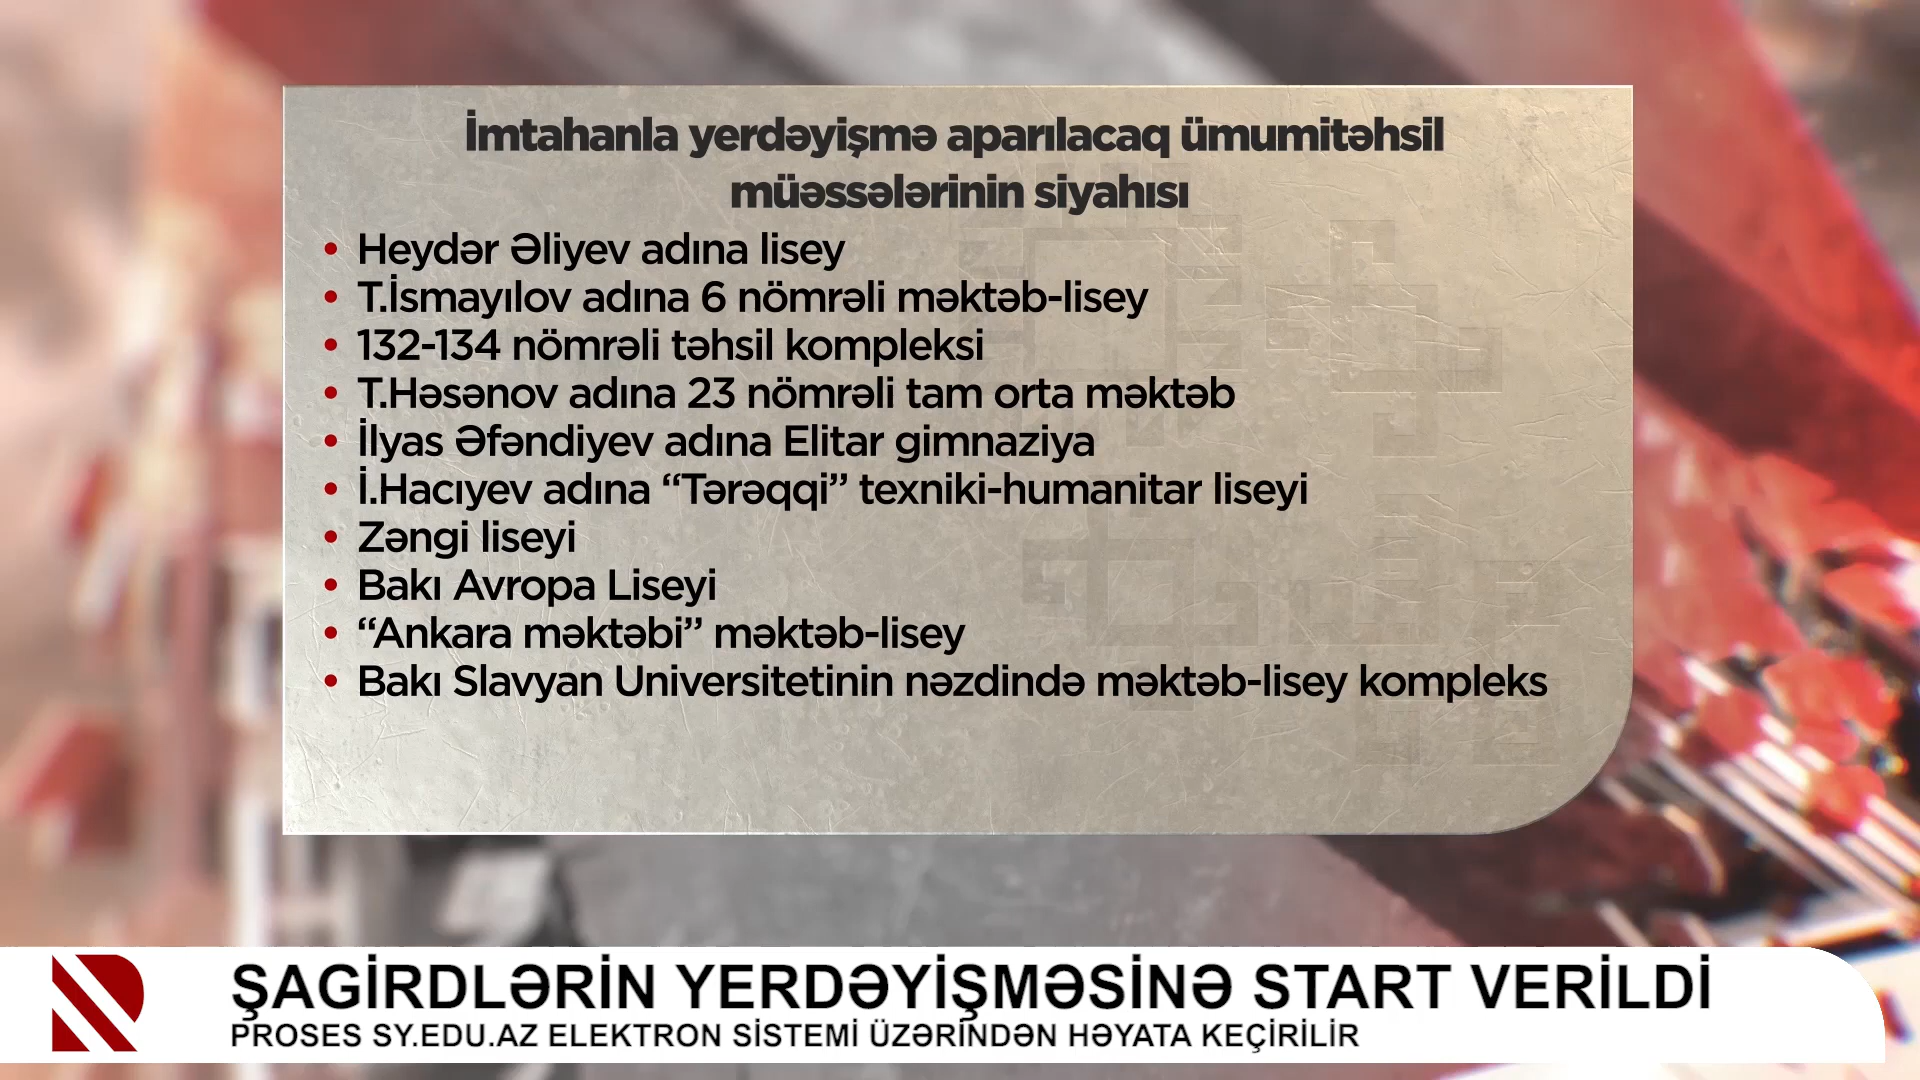 İmtahanla yerdəyişmə aparılacaq ümumitəhsil
müəssələrinin siyahısı
• Heydər Əliyev adına lisey
• T.İsmayılov adına 6 nömrəli məktəb-lisey
• 132-134 nömrəli təhsil kompleksi
• T.Həsənov adına 23 nömrəli tam orta məktəb
• İlyas Əfəndiyev adına Elitar gimnaziya
• İ.Hacıyev adına “Tərəqqi” texniki-humanitar liseyi
• Zəngi liseyi
• Bakı Avropa Liseyi
• “Ankara məktəbi” məktəb-lisey
• Bakı Slavyan Universitetinin nəzdində məktəb-lisey kompleks
ŞAGİRDLƏRİN YERDƏYİŞMƏSİNƏ START VERİLDİ
PROSES SY.EDU.AZ ELEKTRON SİSTEMİ ÜZƏRİNDƏN HƏYATA KEÇİRİLİR